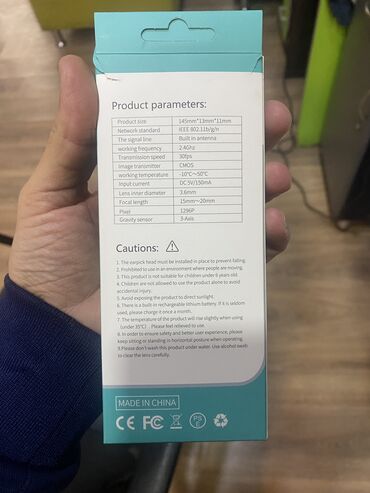 Product parameters:
Product size 145mm*13mm*11mm
Network standard IEEE 802.11b/g/n
The signal line Built in antenna
working frequency 2.4Ghz
Transmission speed 30fps
Image transmitter CMOS
working temperature -10°C~50°C
Input current DC 5V/150mA
Lens inner diameter 3.6mm
Focal length 15mm~20mm
Pixel 1296P
Gravity sensor 3-Axis
Cautions:
1. The earpick head must be installed in place to prevent falling.
2. Prohibited to use in an environment where people are moving.
3. This product is not suitable for children under 6 years old.
4. Children are not allowed to use the product alone to avoid
accidental injury.
5. Avoid exposing the product to direct sunlight.
6. There is a built-in rechargeable lithium battery. If it is seldom
used, please charge it once a month.
7. The temperature of the product will rise slightly when using
(under 35°C) . Please feel relieved to use.
8. In order to ensure safety and better user experience, please
keep sitting or standing in horizontal posture when operating.
9.Please don't wash this product under water. Use alcohol swab
to clear the lens carefully.
MADE IN CHINA
CE FC PS E